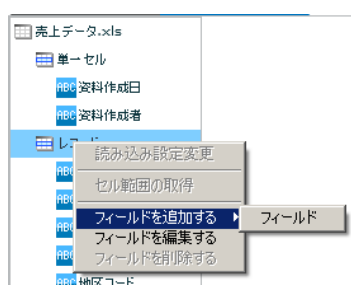 売上データ.xls
単一セル
資料作成日
資料作成者
読み込み設定変更
セル範囲の取得
フィールドを追加する
フィールド
フィールドを編集する
フィールドを削除する
地区コード